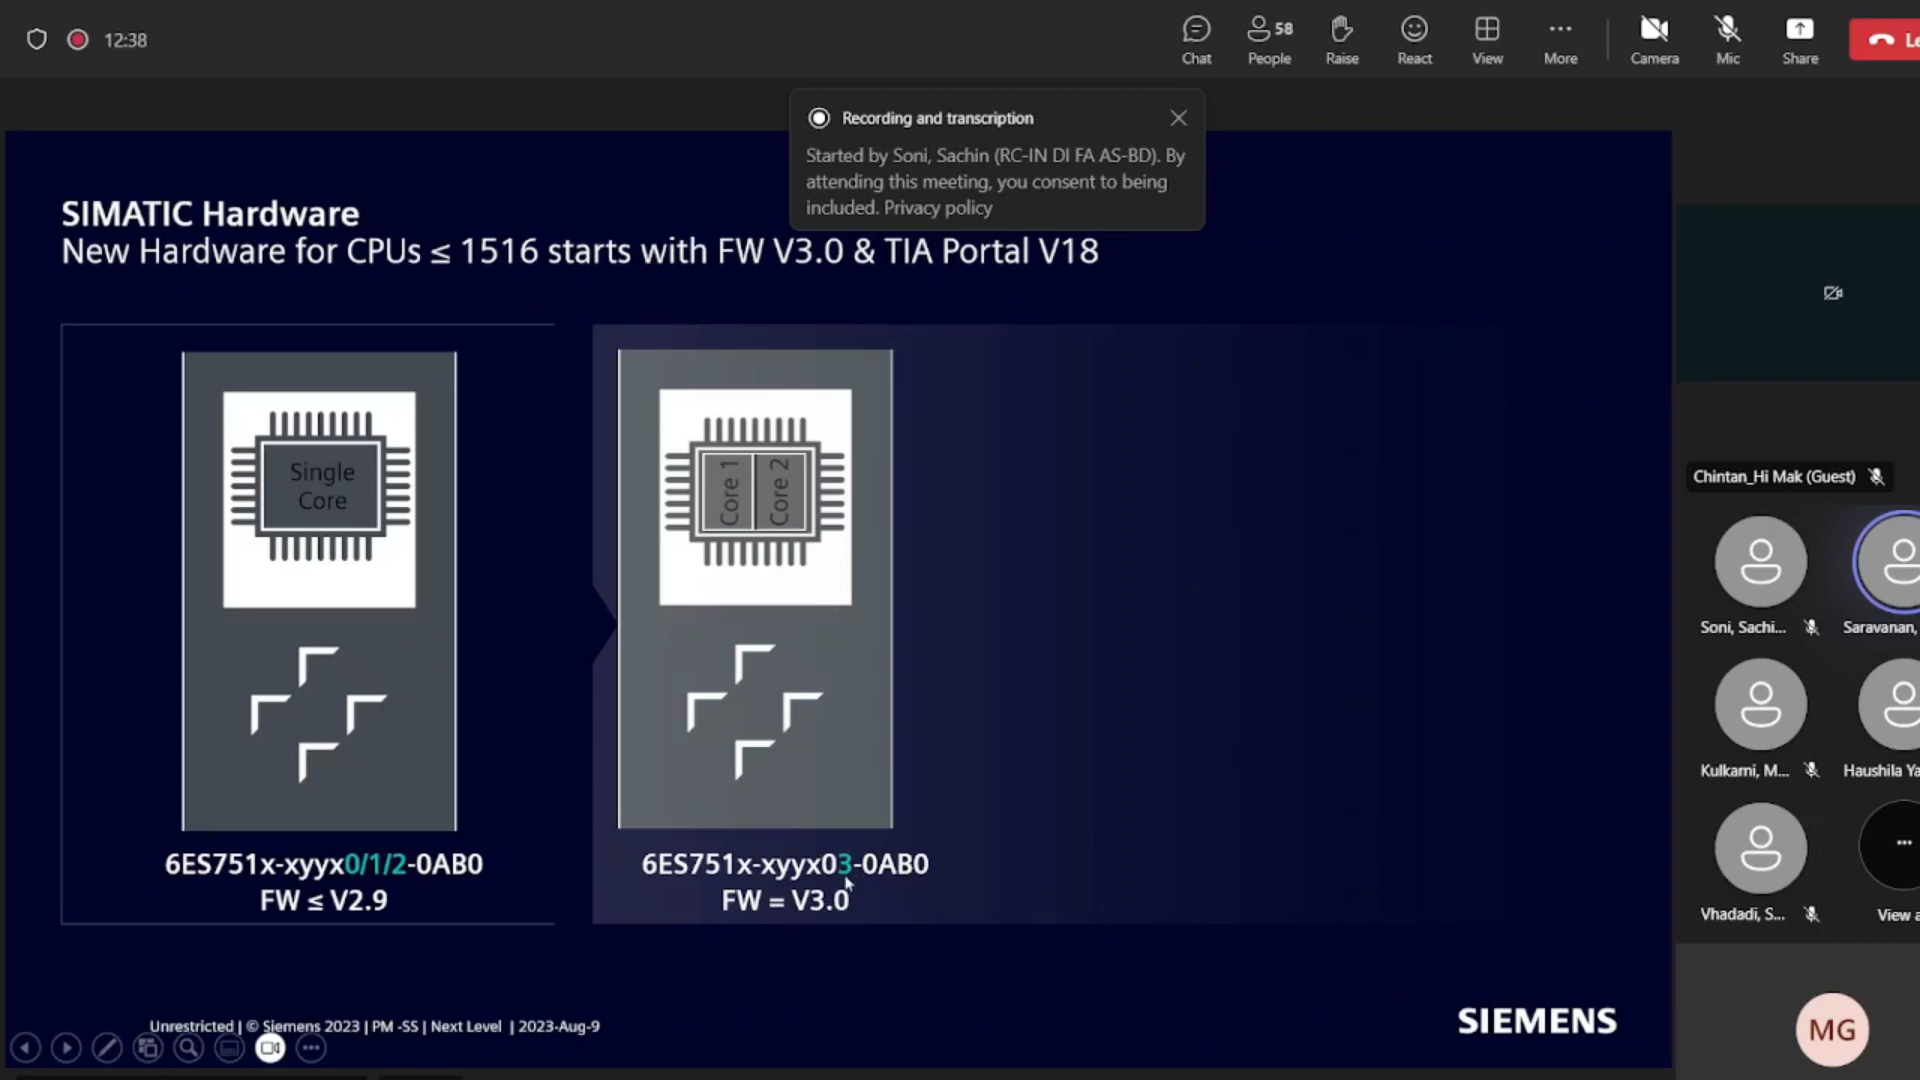 12:38
Chat
58
People
Raise
React
View
More
Camera
Mic
Share
Recording and transcription
Started by Soni, Sachin (RC-IN DI FA AS-BD). By
attending this meeting, you consent to being
included. Privacy policy
SIMATIC Hardware
New Hardware for CPUs ≤ 1516 starts with FW V3.0 & TIA Portal V18
Single
Core
Core 1
Core 2
6ES751x-xyyx0/1/2-0AB0
FW ≤ V2.9
6ES751x-xyyx03-0AB0
FW = V3.0
Unrestricted | © Siemens 2023 | PM -SS | Next Level | 2023-Aug-9
SIEMENS
Chintan_Hi Mak (Guest)
Soni, Sachi...
Saravanan,
Kulkarni, M...
Haushila Ya
Vhadadi, S...
View a
MG